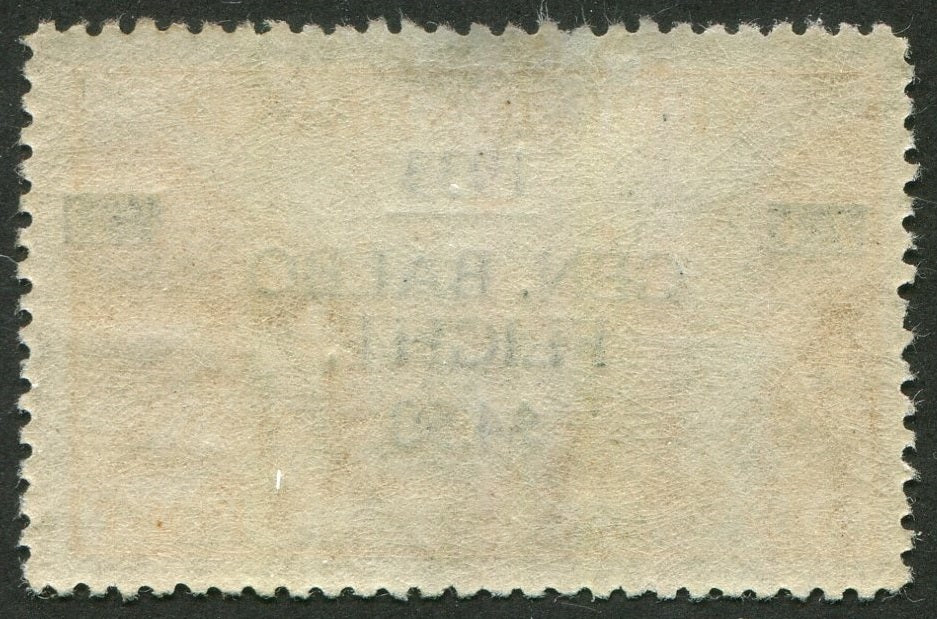 1933
GEN. BALBO
FLIGHT.
$4.50